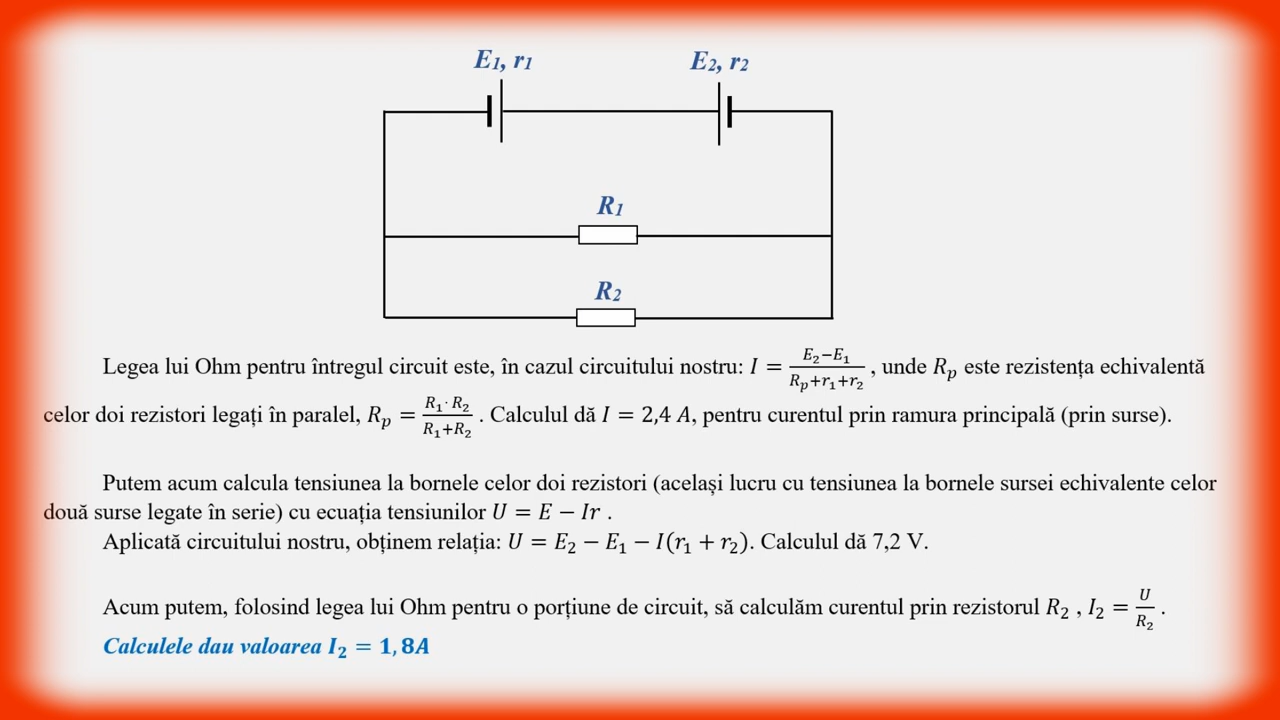 E1, r1
E2, r2
R1
R2
Legea lui Ohm pentru întregul circuit este, în cazul circuitului nostru: I = (E₂−E₁)/(Rₚ+r₁+r₂) , unde Rₚ este rezistența echivalentă
celor doi rezistori legați în paralel, Rₚ = (R₁· R₂)/(R₁+R₂) . Calculul dă I = 2,4 A, pentru curentul prin ramura principală (prin surse).
Putem acum calcula tensiunea la bornele celor doi rezistori (același lucru cu tensiunea la bornele sursei echivalente celor
două surse legate în serie) cu ecuația tensiunilor U = E − Ir .
Aplicată circuitului nostru, obținem relația: U = E₂ − E₁ − I(r₁ + r₂). Calculul dă 7,2 V.
Acum putem, folosind legea lui Ohm pentru o porțiune de circuit, să calculăm curentul prin rezistorul R₂ , I₂ = U/R₂ .
Calculele dau valoarea I₂ = 1,8A